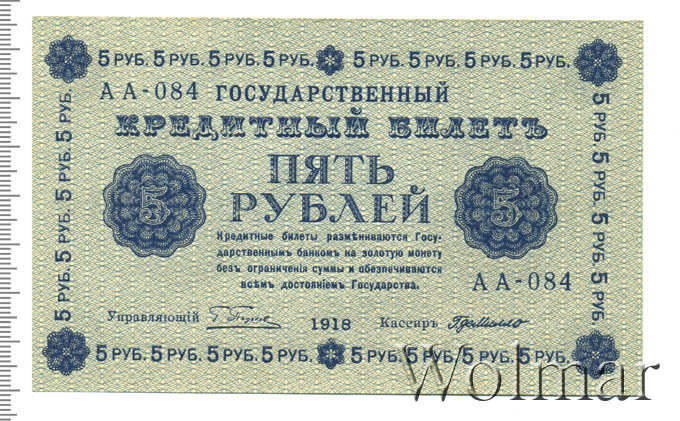 5 РУБ. 5 РУБ. 5 РУБ. 5 РУБ. 5 РУБ. 5 РУБ. 5 РУБ. 5 РУБ.
АА-084 ГОСУДАРСТВЕННЫЙ
КРЕДИТНЫЙ БИЛЕТЪ
ПЯТЬ
РУБЛЕЙ
5
5
Кредитные билеты размѣниваются Госу-
дарственнымъ банкомъ на золотую монету
безъ ограниченія суммы и обезпечиваются
всѣмъ достояніемъ Государства.
АА-084
Управляющій
1918
Кассиръ
5 РУБ. 5 РУБ. 5 РУБ. 5 РУБ. 5 РУБ. 5 РУБ. 5 РУБ. 5 РУБ.
5 РУБ. 5 РУБ. 5 РУБ. 5 РУБ.
5 РУБ. 5 РУБ. 5 РУБ. 5 РУБ.
Wolmar